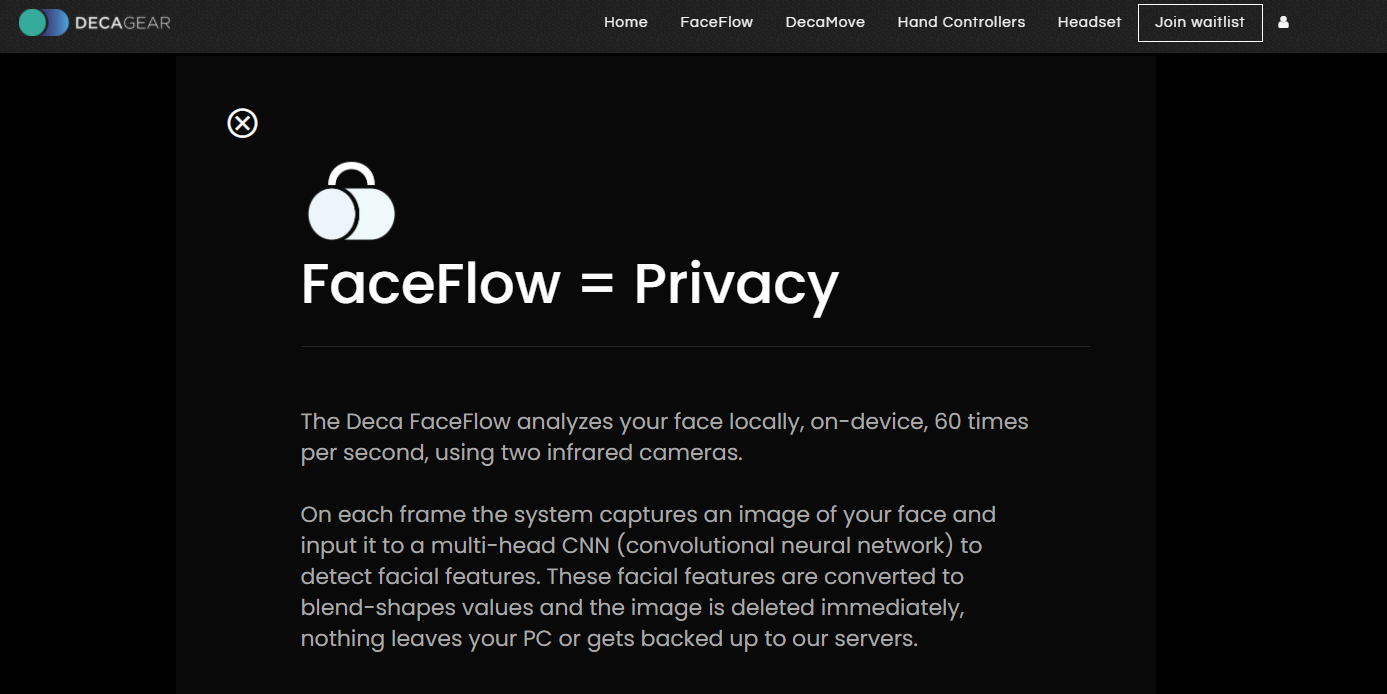 DECAGEAR
Home FaceFlow DecaMove Hand Controllers Headset Join waitlist
FaceFlow = Privacy
The Deca FaceFlow analyzes your face locally, on-device, 60 times
per second, using two infrared cameras.
On each frame the system captures an image of your face and
input it to a multi-head CNN (convolutional neural network) to
detect facial features. These facial features are converted to
blend-shapes values and the image is deleted immediately,
nothing leaves your PC or gets backed up to our servers.